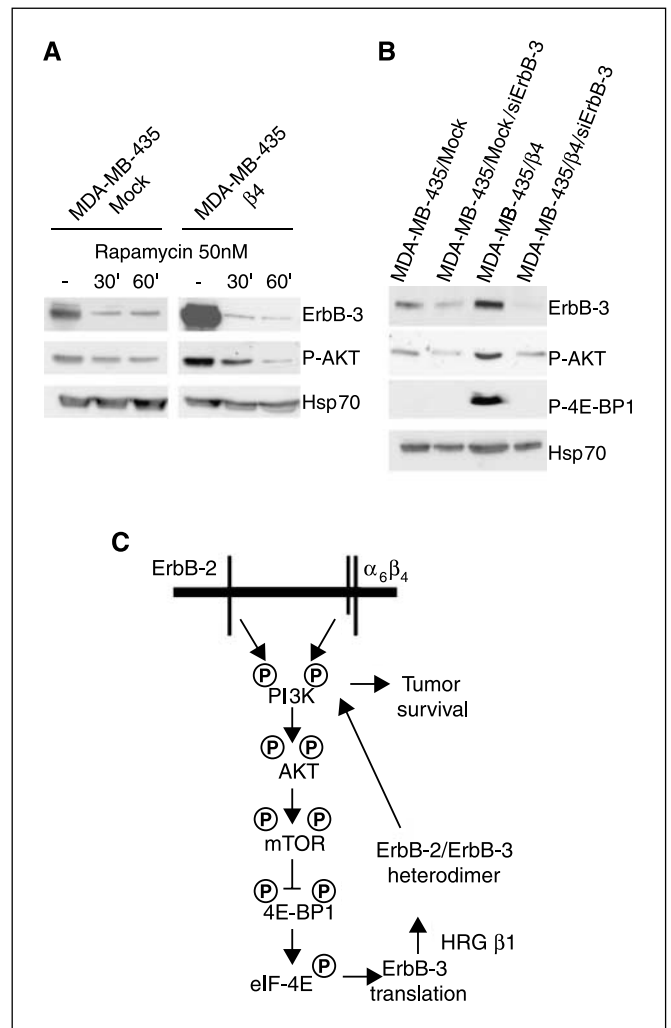 A
MDA-MB-435
Mock
MDA-MB-435
β4
Rapamycin 50nM
- 30' 60' - 30' 60'
ErbB-3
P-AKT
Hsp70
B
MDA-MB-435/Mock
MDA-MB-435/Mock/siErbB-3
MDA-MB-435/β4
MDA-MB-435/β4/siErbB-3
ErbB-3
P-AKT
P-4E-BP1
Hsp70
C
ErbB-2
α6β4
P P
PI3K
Tumor
survival
P P
AKT
P P
mTOR
ErbB-2/ErbB-3
heterodimer
P P
4E-BP1
HRG β1
P
eIF-4E
ErbB-3
translation